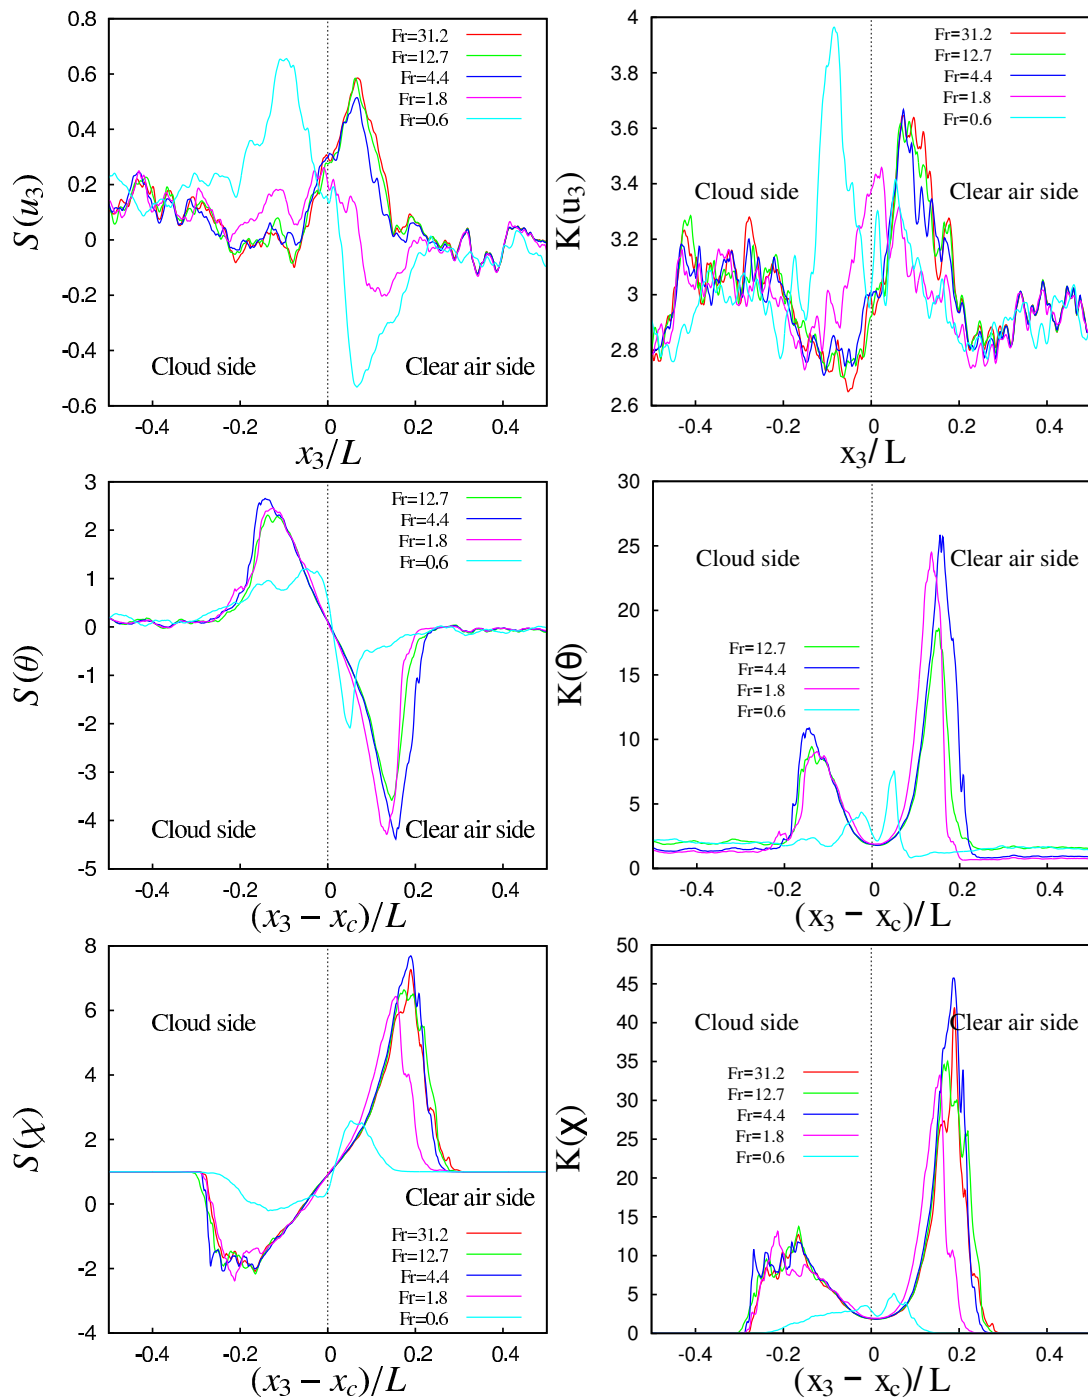 S(u₃)
0.8
0.6
0.4
0.2
0
-0.2
-0.4
-0.6
Fr=31.2
Fr=12.7
Fr=4.4
Fr=1.8
Fr=0.6
Cloud side
Clear air side
-0.4
-0.2
0
0.2
0.4
x₃/L
K(u₃)
4
3.8
3.6
3.4
3.2
3
2.8
2.6
Fr=31.2
Fr=12.7
Fr=4.4
Fr=1.8
Fr=0.6
Cloud side
Clear air side
-0.4
-0.2
0
0.2
0.4
x₃/L
S(θ)
3
2
1
0
-1
-2
-3
-4
-5
Fr=12.7
Fr=4.4
Fr=1.8
Fr=0.6
Cloud side
Clear air side
-0.4
-0.2
0
0.2
0.4
(x₃ − x_c)/L
K(θ)
30
25
20
15
10
5
0
Cloud side
Clear air side
Fr=12.7
Fr=4.4
Fr=1.8
Fr=0.6
-0.4
-0.2
0
0.2
0.4
(x₃ − x_c)/L
S(χ)
8
6
4
2
0
-2
-4
Cloud side
Clear air side
Fr=31.2
Fr=12.7
Fr=4.4
Fr=1.8
Fr=0.6
-0.4
-0.2
0
0.2
0.4
(x₃ − x_c)/L
K(χ)
50
45
40
35
30
25
20
15
10
5
0
Cloud side
Clear air side
Fr=31.2
Fr=12.7
Fr=4.4
Fr=1.8
Fr=0.6
-0.4
-0.2
0
0.2
0.4
(x₃ − x_c)/L